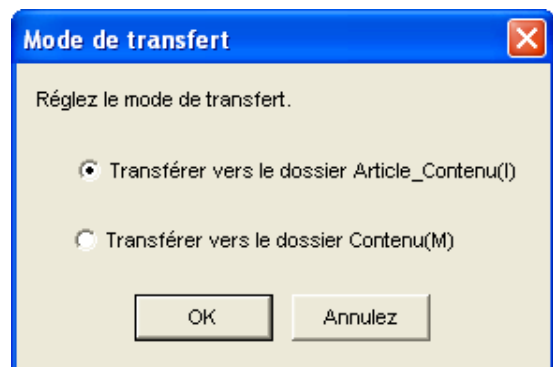 Mode de transfert
Réglez le mode de transfert.
Transférer vers le dossier Article_Contenu(I)
Transférer vers le dossier Contenu(M)
OK Annulez